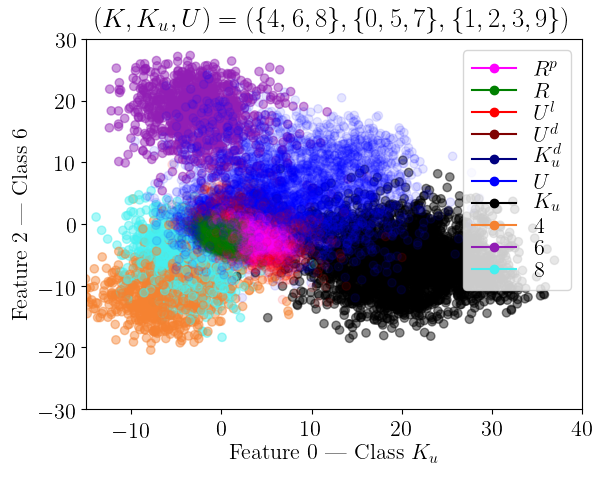 (K, K_u, U) = ({4, 6, 8}, {0, 5, 7}, {1, 2, 3, 9})
30
20
10
0
−10
−20
−30
Feature 2 — Class 6
R^p
R
U^l
U^d
K_u^d
U
K_u
4
6
8
−10 0 10 20 30 40
Feature 0 — Class K_u